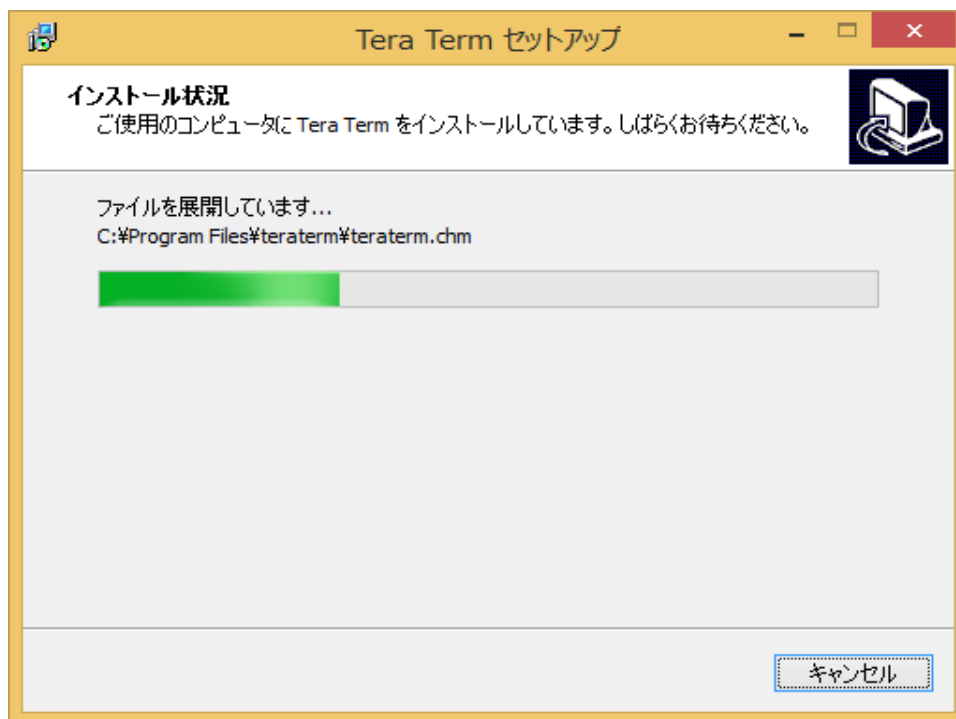 Tera Term セットアップ
インストール状況
ご使用のコンピュータに Tera Term をインストールしています。しばらくお待ちください。
ファイルを展開しています...
C:¥Program Files¥teraterm¥teraterm.chm
キャンセル